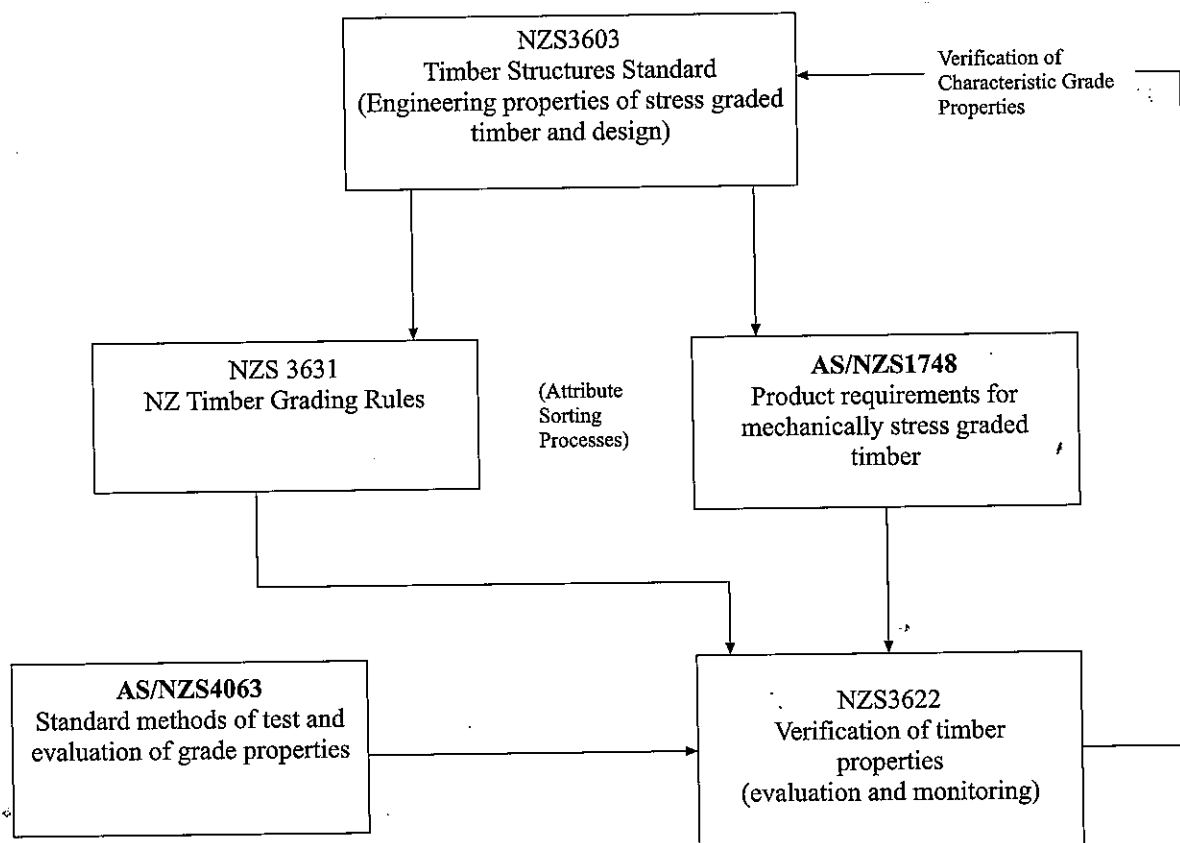 NZS3603
Timber Structures Standard
(Engineering properties of stress graded
timber and design)
Verification of
Characteristic Grade
Properties
NZS 3631
NZ Timber Grading Rules
(Attribute
Sorting
Processes)
AS/NZS1748
Product requirements for
mechanically stress graded
timber
AS/NZS4063
Standard methods of test and
evaluation of grade properties
NZS3622
Verification of timber
properties
(evaluation and monitoring)